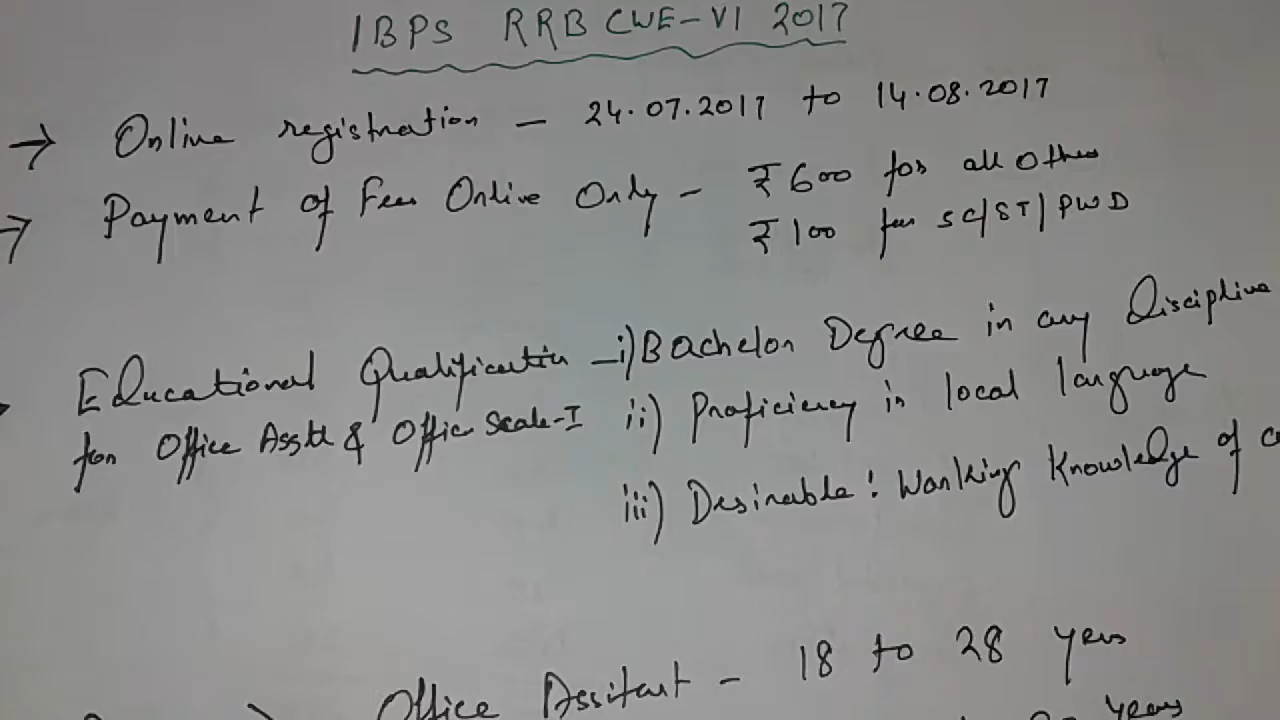 IBPS RRB CWE-VI 2017
→ Online registration — 24.07.2017 to 14.08.2017
→ Payment of Fees Online Only - ₹600 for all Others
₹100 for SC/ST/PWD
Educational Qualification - i) Bachelor Degree in any Discipline
for Office Asstt & Office Scale-I ii) Proficiency in local language
iii) Desirable: Working Knowledge of
Office Assitant - 18 to 28 years
years